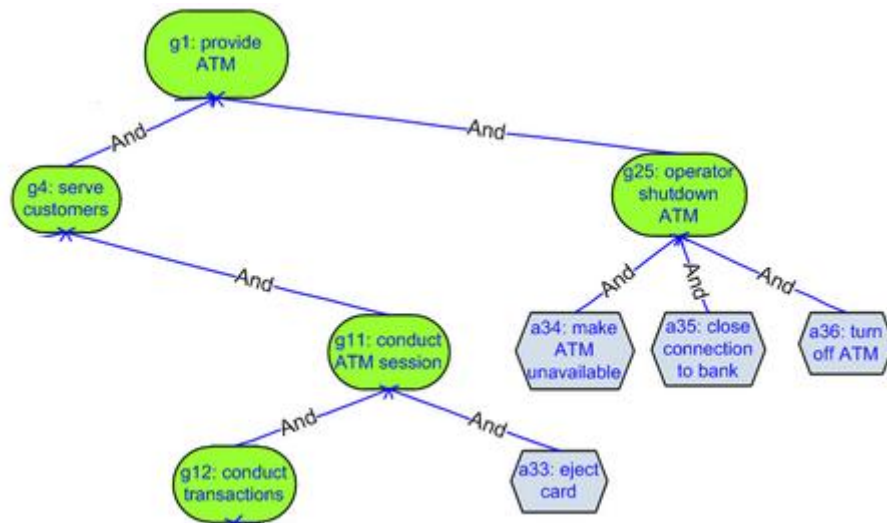 g1: provide
ATM
And
And
g4: serve
customers
g25: operator
shutdown
ATM
And
And
And
And
g11: conduct
ATM session
a34: make
ATM
unavailable
a35: close
connection
to bank
a36: turn
off ATM
And
And
g12: conduct
transactions
a33: eject
card